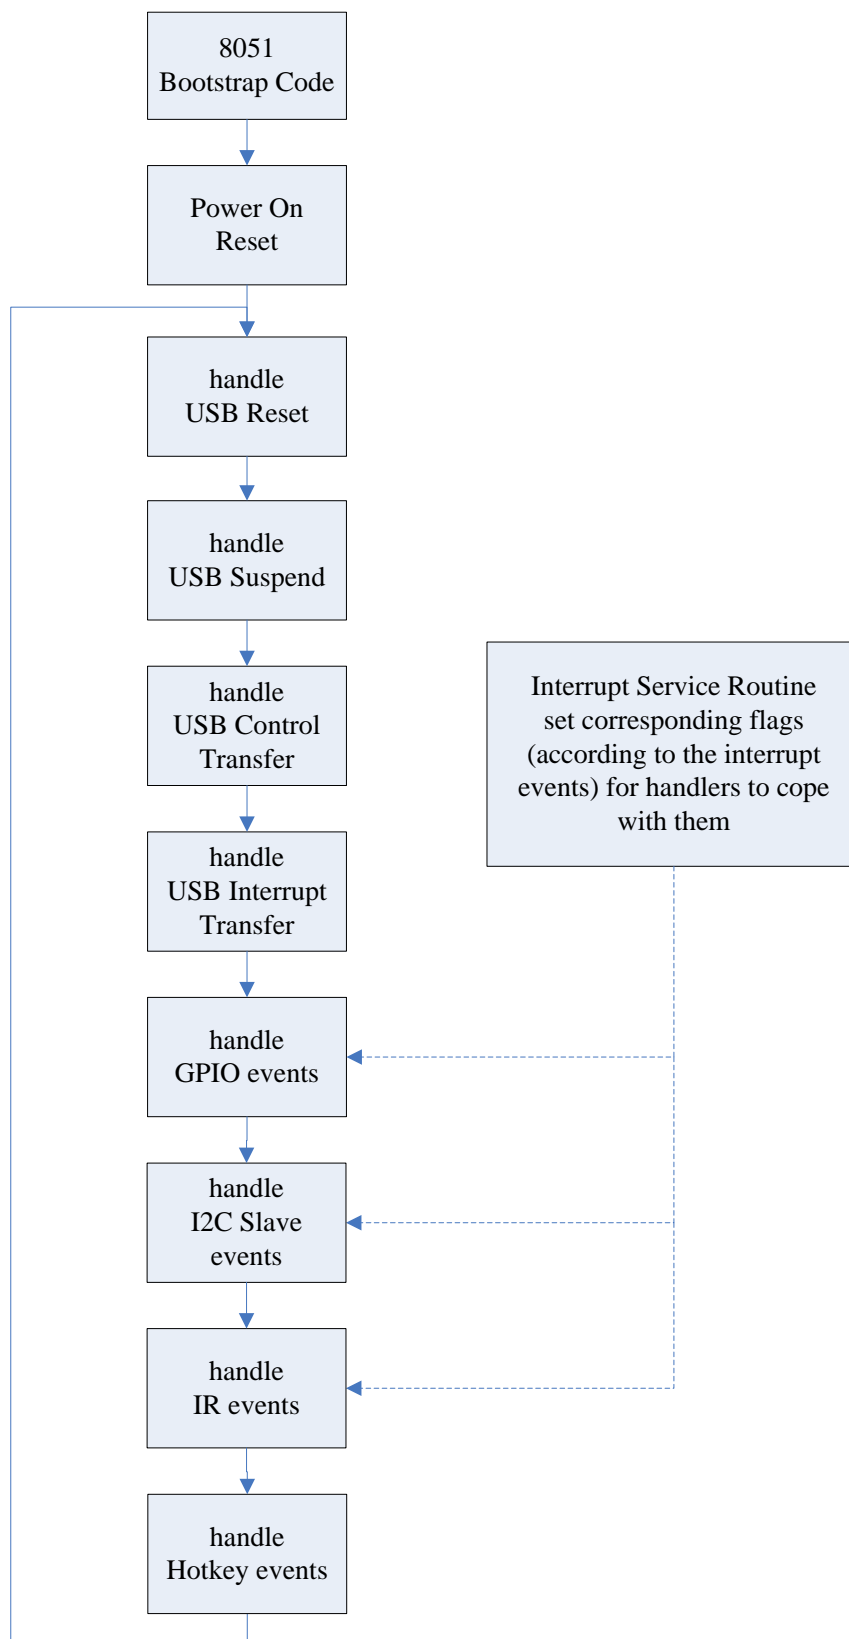 8051
Bootstrap Code
Power On
Reset
handle
USB Reset
handle
USB Suspend
handle
USB Control
Transfer
Interrupt Service Routine
set corresponding flags
(according to the interrupt
events) for handlers to cope
with them
handle
USB Interrupt
Transfer
handle
GPIO events
handle
I2C Slave
events
handle
IR events
handle
Hotkey events